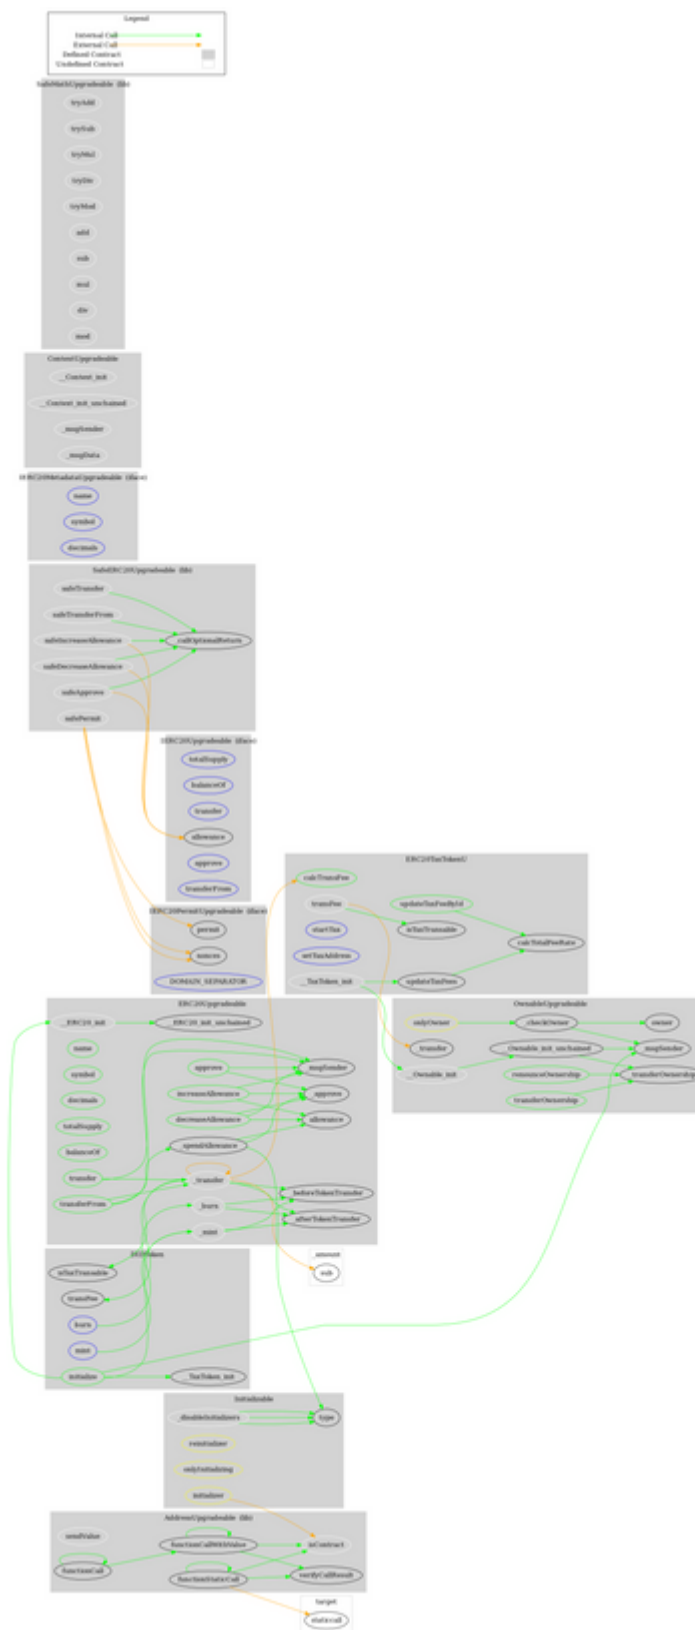 Legend
Internal Call
External Call
Defined Contract
Undefined Contract
SafeMathUpgradeable (lib)
tryAdd
trySub
tryMul
tryDiv
tryMod
add
sub
mul
div
mod
ContextUpgradeable
__Context_init
__Context_init_unchained
_msgSender
_msgData
IERC20MetadataUpgradeable (iface)
name
symbol
decimals
SafeERC20Upgradeable (lib)
safeTransfer
safeTransferFrom
safeIncreaseAllowance
_callOptionalReturn
safeDecreaseAllowance
safeApprove
safePermit
IERC20Upgradeable (iface)
totalSupply
balanceOf
transfer
allowance
approve
transferFrom
ERC20TaxTokenU
calcTransFee
transFee
updateTaxFeeById
startTax
isTaxTransable
setTaxAddress
calcTotalFeeRate
__TaxToken_init
updateTaxFees
IERC20PermitUpgradeable (iface)
permit
nonces
DOMAIN_SEPARATOR
ERC20Upgradeable
__ERC20_init
__ERC20_init_unchained
name
symbol
decimals
totalSupply
balanceOf
transfer
transferFrom
approve
increaseAllowance
decreaseAllowance
_spendAllowance
_transfer
_burn
_mint
_msgSender
_approve
allowance
_beforeTokenTransfer
_afterTokenTransfer
OwnableUpgradeable
onlyOwner
_checkOwner
owner
transfer
__Ownable_init_unchained
_msgSender
__Ownable_init
renounceOwnership
_transferOwnership
transferOwnership
_amount
sub
isTaxTransable
transFee
burn
mint
initialize
__TaxToken_init
Initializable
_disableInitializers
type
reinitializer
onlyInitializing
initializer
AddressUpgradeable (lib)
sendValue
functionCallWithValue
isContract
functionCall
functionStaticCall
verifyCallResult
target
staticcall